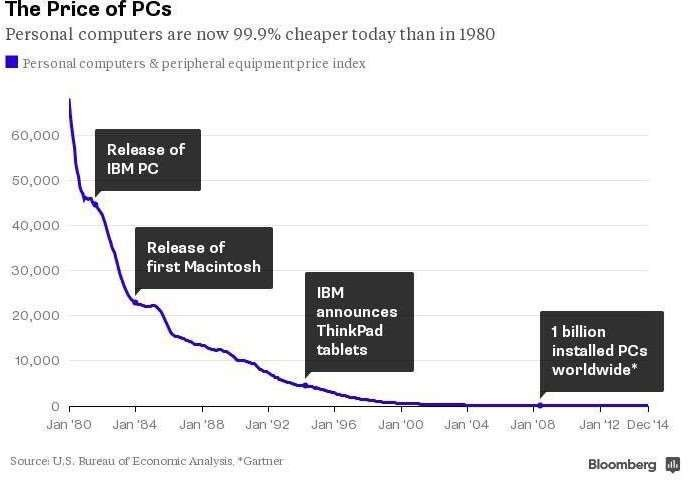 The Price of PCs
Personal computers are now 99.9% cheaper today than in 1980
Personal computers & peripheral equipment price index
60,000
50,000
40,000
30,000
20,000
10,000
0
Release of
IBM PC
Release of
first Macintosh
IBM
announces
ThinkPad
tablets
1 billion
installed PCs
worldwide*
Jan '80 Jan '84 Jan '88 Jan '92 Jan '96 Jan '00 Jan '04 Jan '08 Jan '12 Dec '14
Source: U.S. Bureau of Economic Analysis, *Gartner
Bloomberg